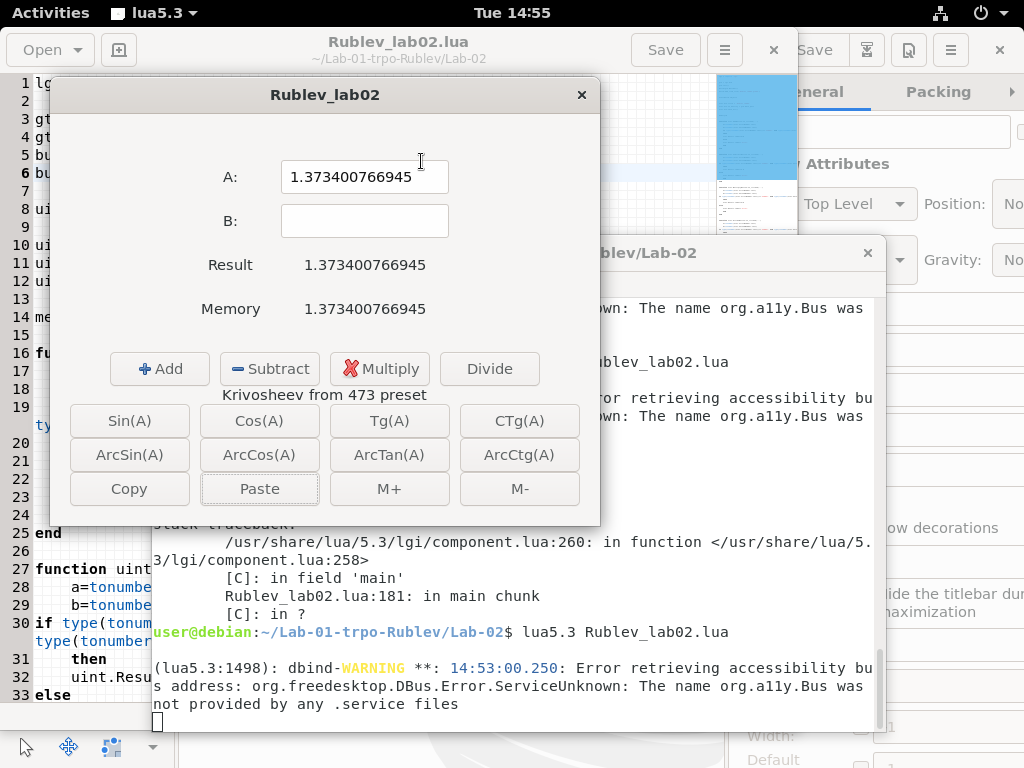 Activities lua5.3 Tue 14:55
Open Rublev_lab02.lua Save Save
~/Lab-01-trpo-Rublev/Lab-02
General Packing
Attributes
Top Level Position: No
Gravity: No
ow decorations
lide the titlebar dur
maximization
Width:
Default
1 lg
2
3 gt
4 gt
5 bu
6 bu
7
8 ui
9
10 ui
11 ui
12 ui
13
14 me
15
16 fu
17
18
19
ty
20
21
22
23
24
25 end
26
27 function uint
28 a=tonumbe
29 b=tonumbe
30 if type(tonum
type(tonumber
31 then
32 uint.Resu
33 else
Rublev_lab02
A: 1.373400766945
B:
Result 1.373400766945
Memory 1.373400766945
Add Subtract Multiply Divide
Krivosheev from 473 preset
Sin(A) Cos(A) Tg(A) CTg(A)
ArcSin(A) ArcCos(A) ArcTan(A) ArcCtg(A)
Copy Paste M+ M-
blev/Lab-02
own: The name org.a11y.Bus was
ublev_lab02.lua
ror retrieving accessibility bu
own: The name org.a11y.Bus was
stack traceback:
/usr/share/lua/5.3/lgi/component.lua:260: in function </usr/share/lua/5.
3/lgi/component.lua:258>
[C]: in field 'main'
Rublev_lab02.lua:181: in main chunk
[C]: in ?
user@debian:~/Lab-01-trpo-Rublev/Lab-02$ lua5.3 Rublev_lab02.lua
(lua5.3:1498): dbind-WARNING **: 14:53:00.250: Error retrieving accessibility bu
s address: org.freedesktop.DBus.Error.ServiceUnknown: The name org.a11y.Bus was
not provided by any .service files